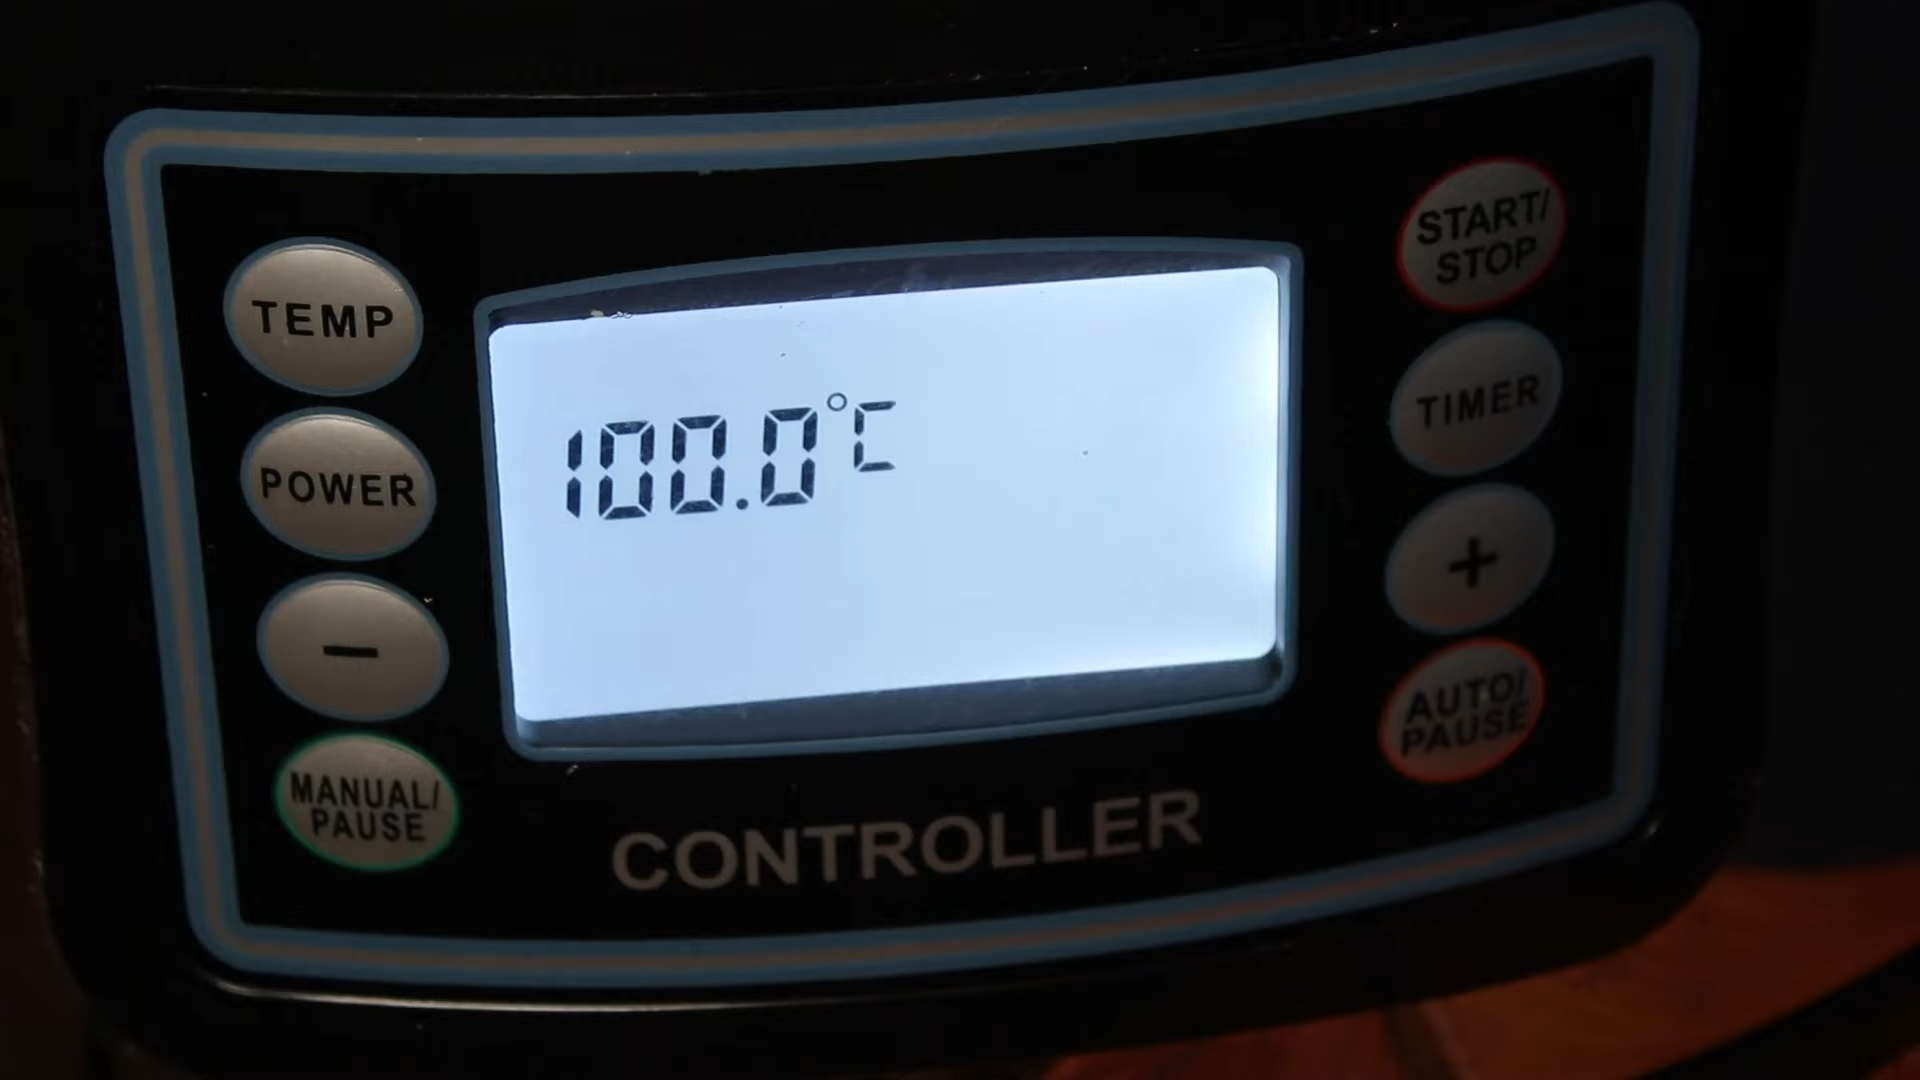 TEMP
POWER
−
MANUAL/
PAUSE
100.0°C
CONTROLLER
START/
STOP
TIMER
+
AUTO/
PAUSE